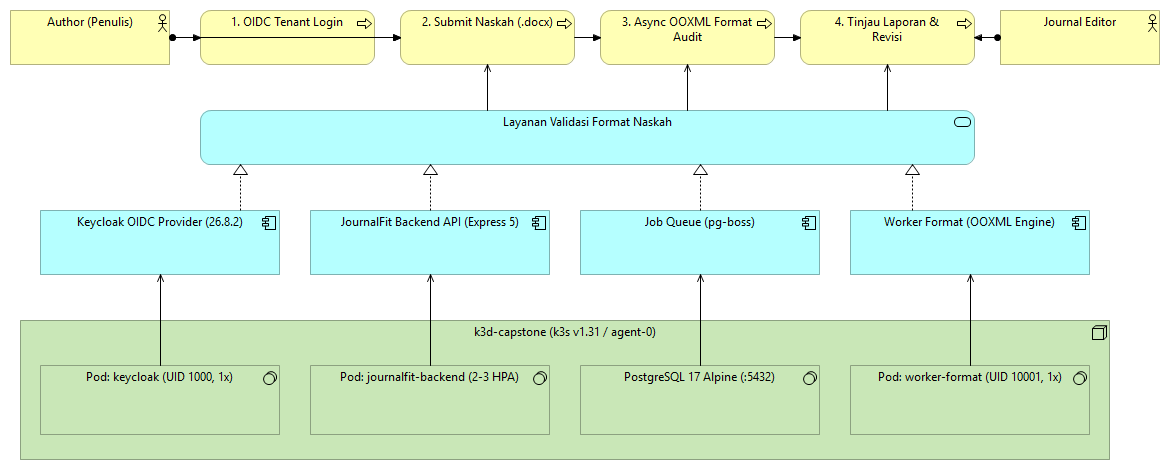 Author (Penulis)
1. OIDC Tenant Login
2. Submit Naskah (.docx)
3. Async OOXML Format
Audit
4. Tinjau Laporan &
Revisi
Journal Editor
Layanan Validasi Format Naskah
Keycloak OIDC Provider (26.8.2)
JournalFit Backend API (Express 5)
Job Queue (pg-boss)
Worker Format (OOXML Engine)
k3d-capstone (k3s v1.31 / agent-0)
Pod: keycloak (UID 1000, 1x)
Pod: journalfit-backend (2-3 HPA)
PostgreSQL 17 Alpine (:5432)
Pod: worker-format (UID 10001, 1x)